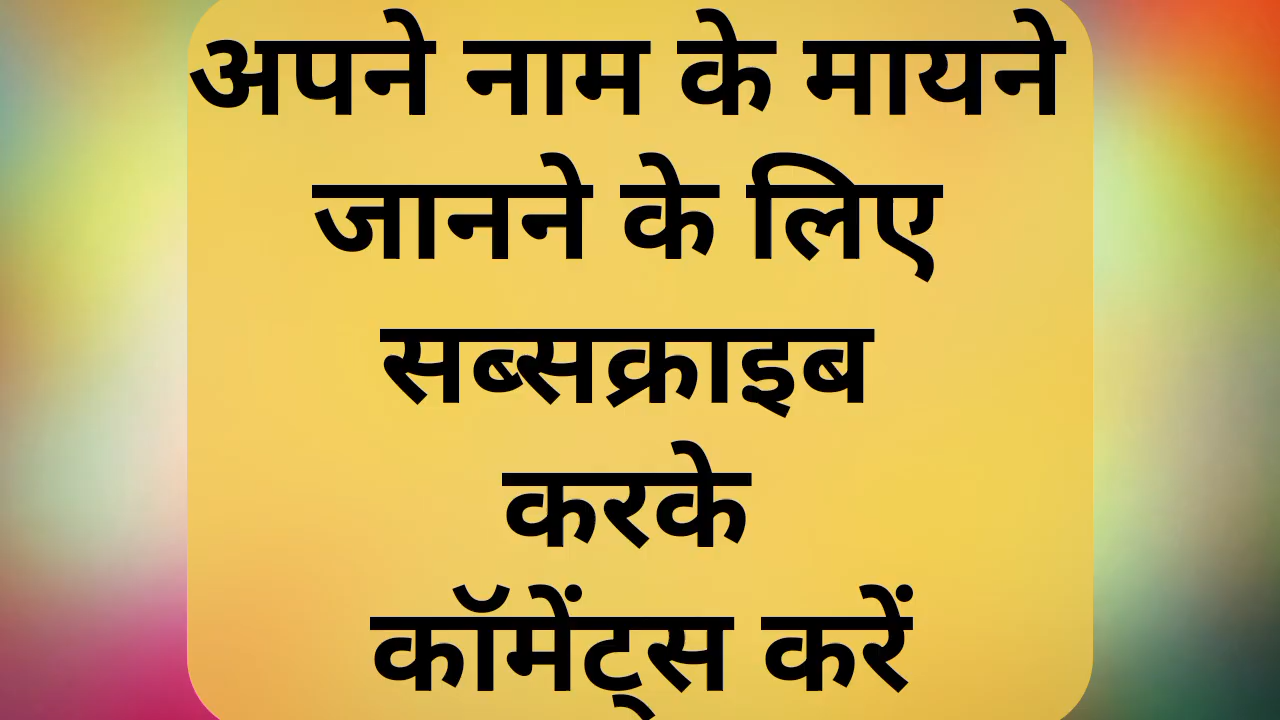 अपने नाम के मायने
जानने के लिए
सब्सक्राइब
करके
कॉमेंट्स करें